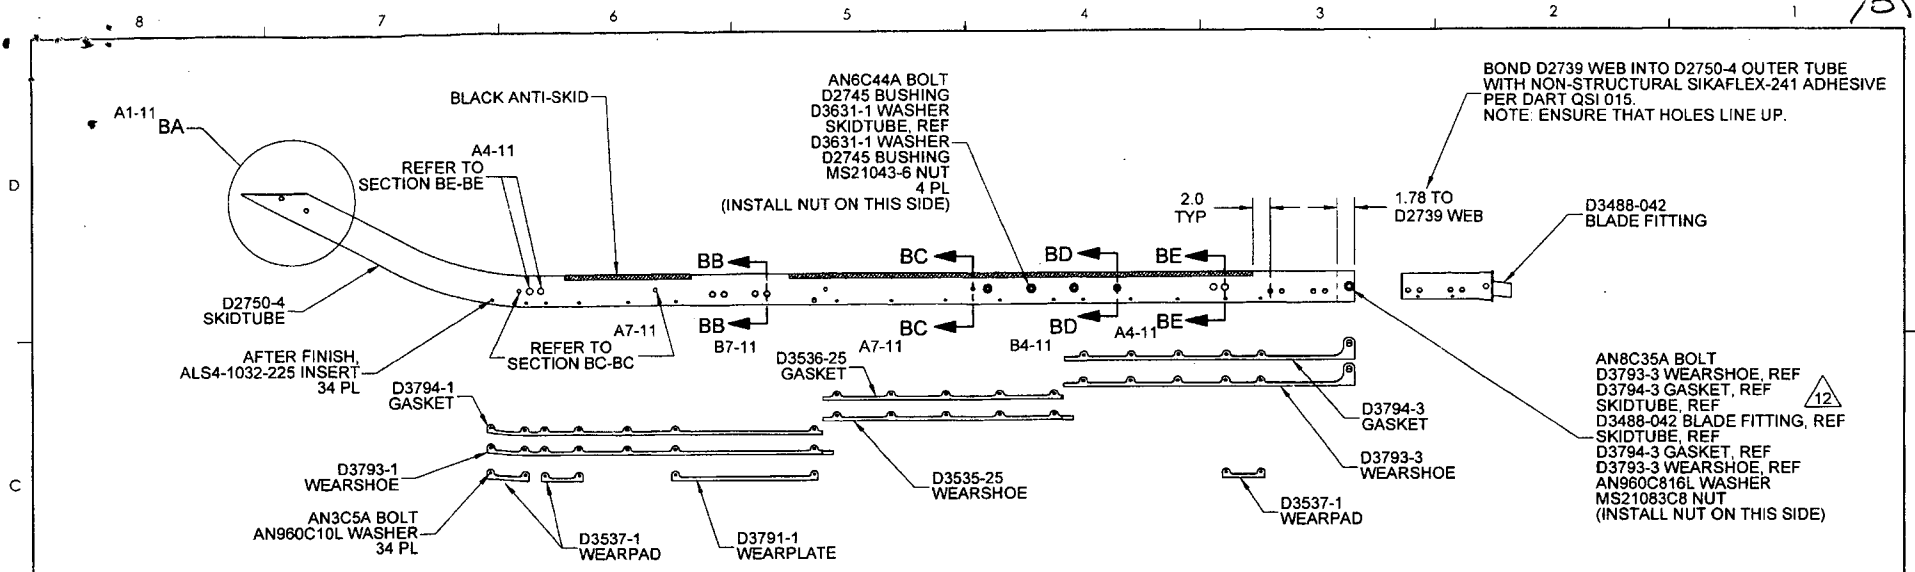 8 7 6 5 4 3 2 1
D
C
A1-11
BA
BLACK ANTI-SKID
A4-11
REFER TO
SECTION BE-BE
AN6C44A BOLT
D2745 BUSHING
D3631-1 WASHER
SKIDTUBE, REF
D3631-1 WASHER
D2745 BUSHING
MS21043-6 NUT
4 PL
(INSTALL NUT ON THIS SIDE)
BOND D2739 WEB INTO D2750-4 OUTER TUBE
WITH NON-STRUCTURAL SIKAFLEX-241 ADHESIVE
PER DART QSI 015.
NOTE: ENSURE THAT HOLES LINE UP.
2.0
TYP
1.78 TO
D2739 WEB
D3488-042
BLADE FITTING
BB
BC
BD
BE
D2750-4
SKIDTUBE
BB
BC
BD
BE
A7-11
B7-11
A7-11
B4-11
A4-11
REFER TO
SECTION BC-BC
AFTER FINISH,
ALS4-1032-225 INSERT
34 PL
D3794-1
GASKET
D3536-25
GASKET
D3794-3
GASKET
D3793-1
WEARSHOE
D3535-25
WEARSHOE
D3793-3
WEARSHOE
AN3C5A BOLT
AN960C10L WASHER
34 PL
D3537-1
WEARPAD
D3791-1
WEARPLATE
D3537-1
WEARPAD
AN8C35A BOLT
D3793-3 WEARSHOE, REF
D3794-3 GASKET, REF
SKIDTUBE, REF
D3488-042 BLADE FITTING, REF
SKIDTUBE, REF
D3794-3 GASKET, REF
D3793-3 WEARSHOE, REF
AN960C816L WASHER
MS21083C8 NUT
(INSTALL NUT ON THIS SIDE)
12